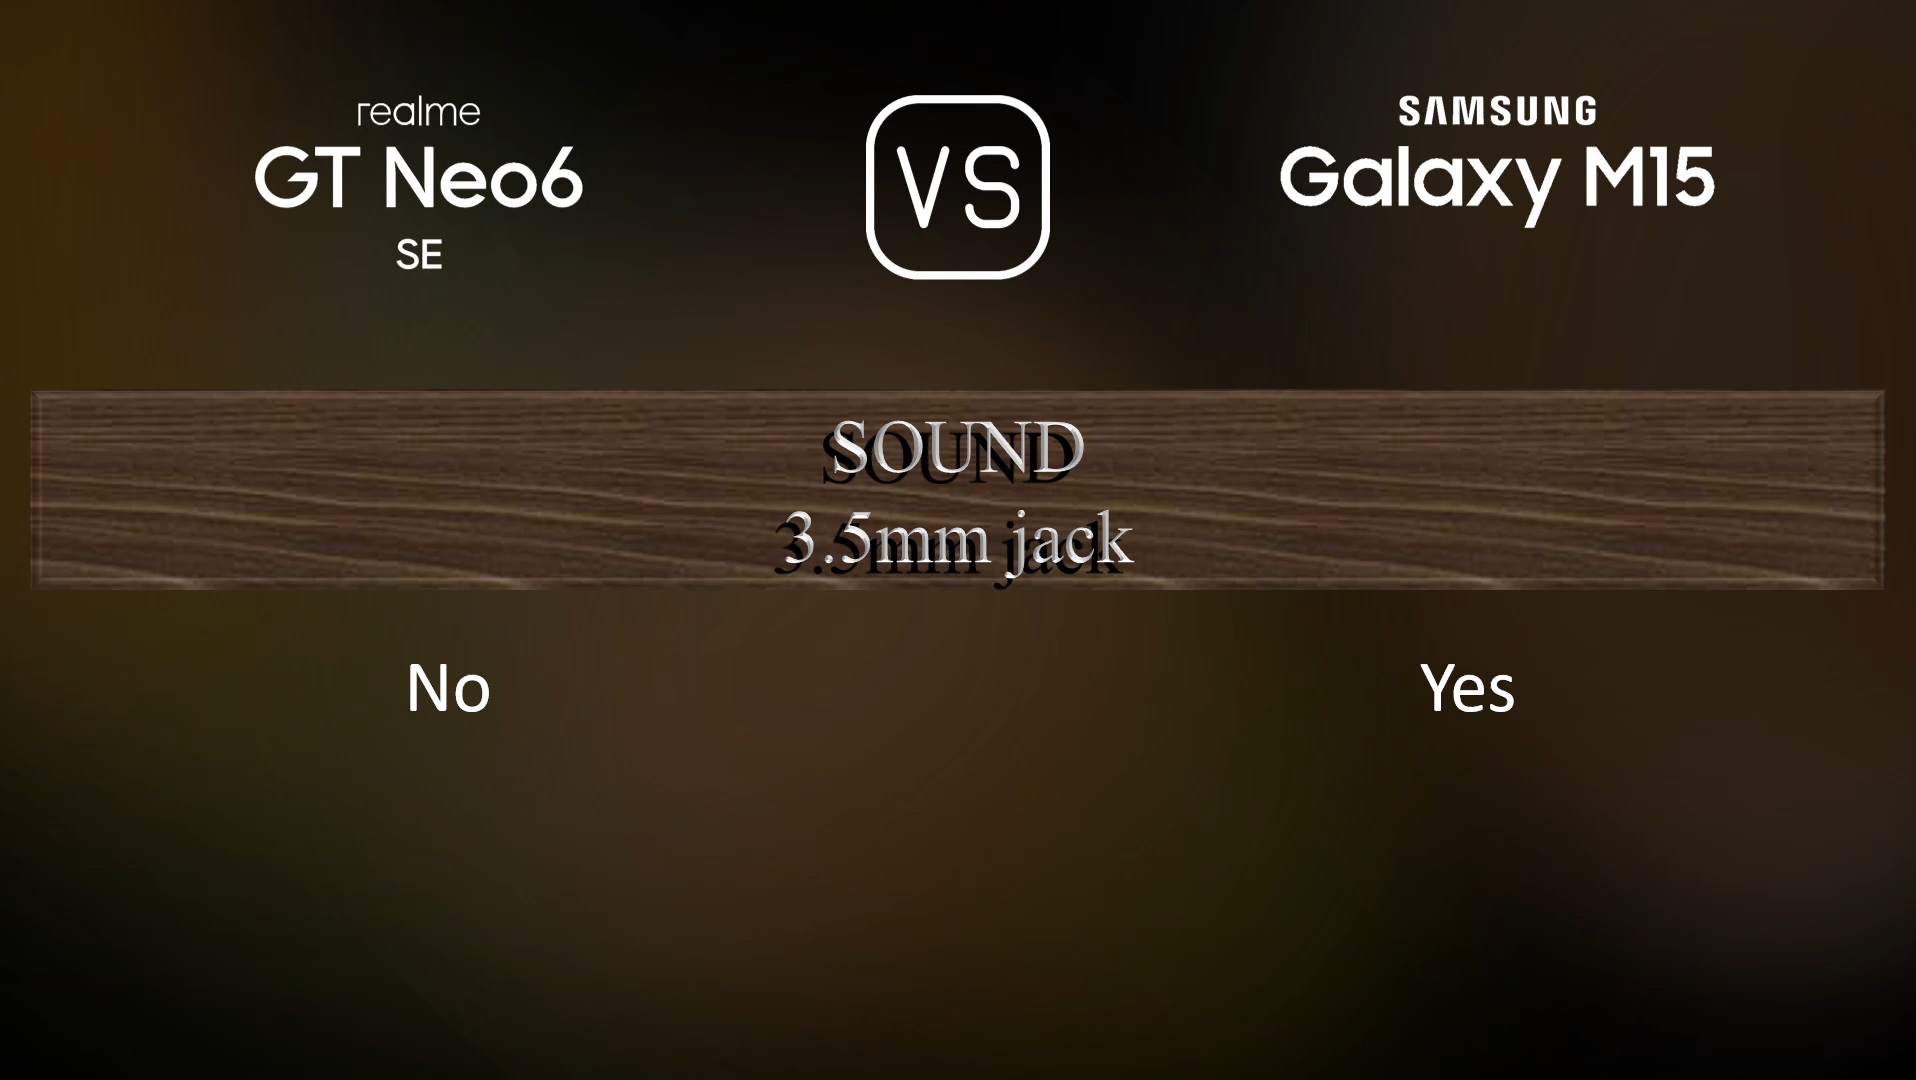 realme
GT Neo6
SE
VS
SAMSUNG
Galaxy M15
SOUND
3.5mm jack
No
Yes